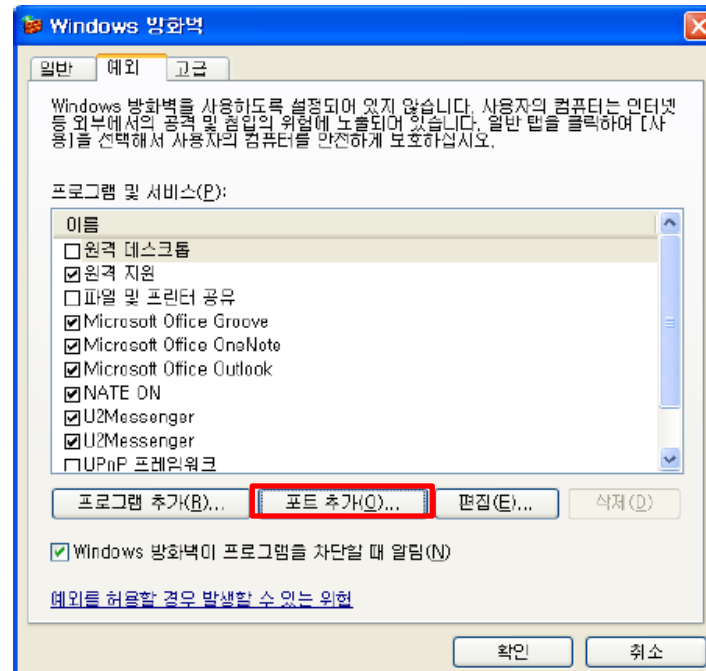 Windows 방화벽
일반 예외 고급
Windows 방화벽을 사용하도록 설정되어 있지 않습니다. 사용자의 컴퓨터는 인터넷
등 외부에서의 공격 및 침입의 위험에 노출되어 있습니다. 일반 탭을 클릭하여 [사
용]을 선택해서 사용자의 컴퓨터를 안전하게 보호하십시오.
프로그램 및 서비스(P):
이름
원격 데스크톱
원격 지원
파일 및 프린터 공유
Microsoft Office Groove
Microsoft Office OneNote
Microsoft Office Outlook
NATE ON
U2Messenger
U2Messenger
UPnP 프레임워크
프로그램 추가(R)... 포트 추가(O)... 편집(E)... 삭제(D)
Windows 방화벽이 프로그램을 차단할 때 알림(N)
예외를 허용할 경우 발생할 수 있는 위험
확인 취소